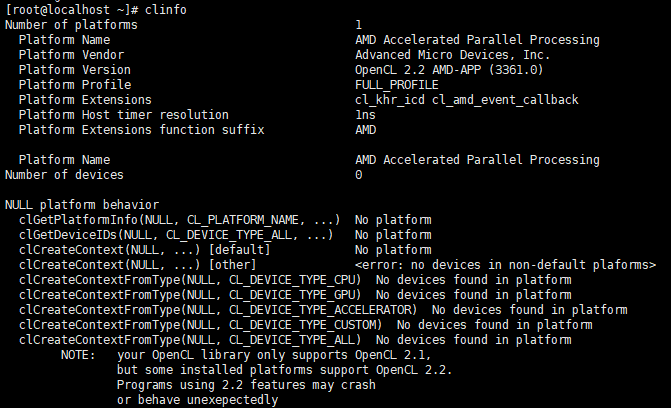 [root@localhost ~]# clinfo
Number of platforms 1
Platform Name AMD Accelerated Parallel Processing
Platform Vendor Advanced Micro Devices, Inc.
Platform Version OpenCL 2.2 AMD-APP (3361.0)
Platform Profile FULL_PROFILE
Platform Extensions cl_khr_icd cl_amd_event_callback
Platform Host timer resolution 1ns
Platform Extensions function suffix AMD
Platform Name AMD Accelerated Parallel Processing
Number of devices 0
NULL platform behavior
clGetPlatformInfo(NULL, CL_PLATFORM_NAME, ...) No platform
clGetDeviceIDs(NULL, CL_DEVICE_TYPE_ALL, ...) No platform
clCreateContext(NULL, ...) [default] No platform
clCreateContext(NULL, ...) [other] <error: no devices in non-default plaforms>
clCreateContextFromType(NULL, CL_DEVICE_TYPE_CPU) No devices found in platform
clCreateContextFromType(NULL, CL_DEVICE_TYPE_GPU) No devices found in platform
clCreateContextFromType(NULL, CL_DEVICE_TYPE_ACCELERATOR) No devices found in platform
clCreateContextFromType(NULL, CL_DEVICE_TYPE_CUSTOM) No devices found in platform
clCreateContextFromType(NULL, CL_DEVICE_TYPE_ALL) No devices found in platform
NOTE: your OpenCL library only supports OpenCL 2.1,
but some installed platforms support OpenCL 2.2.
Programs using 2.2 features may crash
or behave unexepectedly